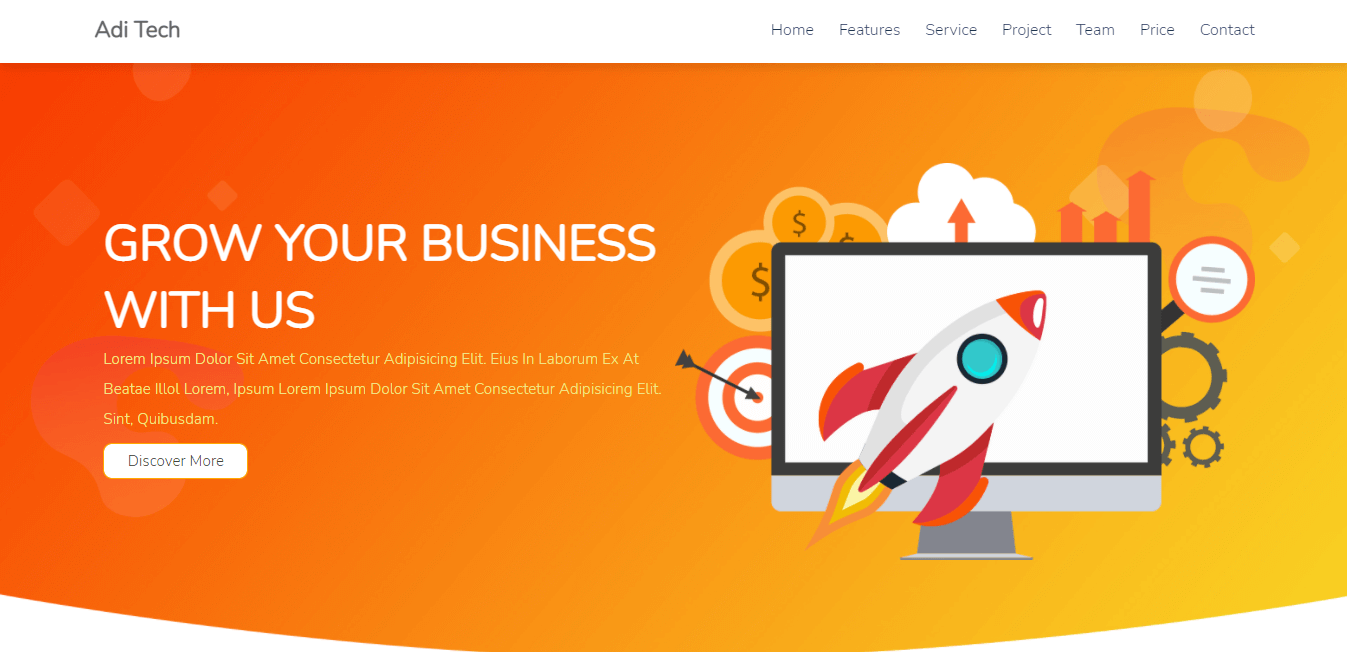 Adi Tech
Home Features Service Project Team Price Contact
GROW YOUR BUSINESS
WITH US
Lorem Ipsum Dolor Sit Amet Consectetur Adipisicing Elit. Eius In Laborum Ex At
Beatae Illol Lorem, Ipsum Lorem Ipsum Dolor Sit Amet Consectetur Adipisicing Elit.
Sint, Quibusdam.
Discover More
$
$
$